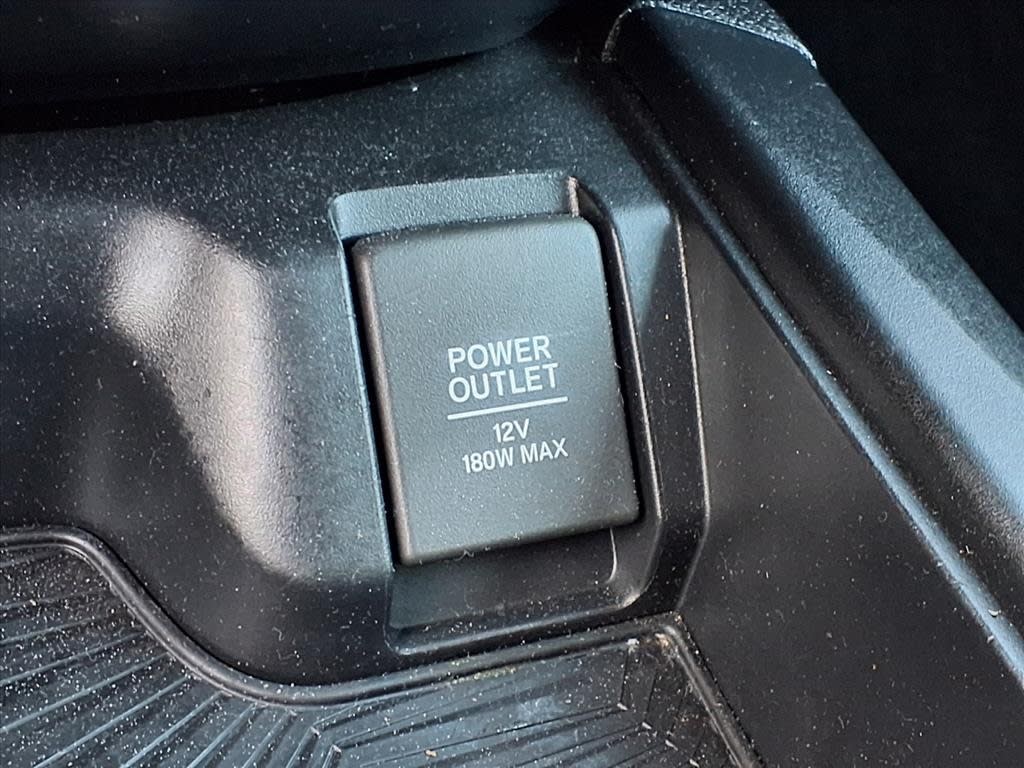 POWER
OUTLET
12V
180W MAX